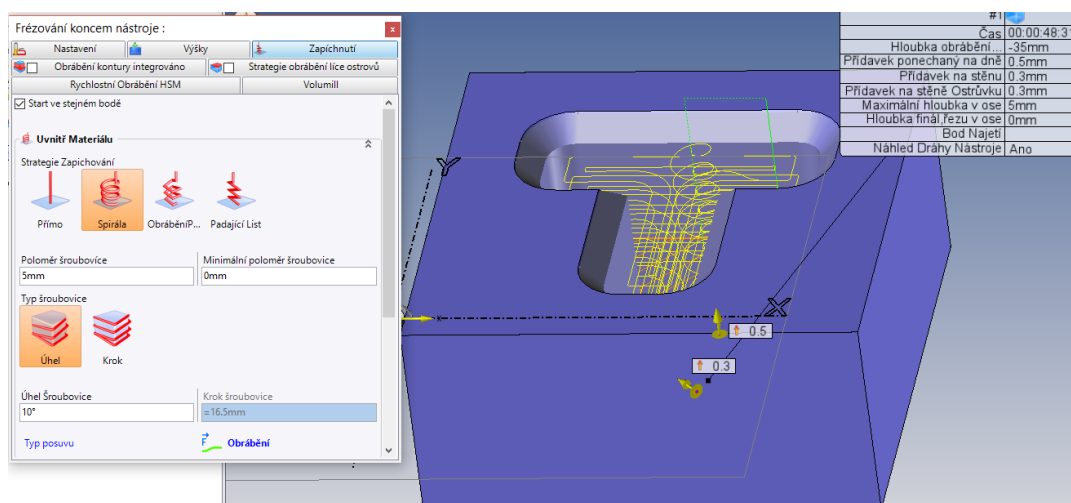 Frézování koncem nástroje :
x
Nastavení
Výšky
Zapíchnutí
Obrábění kontury integrováno
Strategie obrábění líce ostrovů
Rychlostní Obrábění HSM
Volumill
Start ve stejném bodě
Uvnitř Materiálu
Strategie Zapichování
Přímo
Spirála
ObráběníP...
Padající List
Poloměr šroubovíce
Minimální poloměr šroubovice
5mm
0mm
Typ šroubovice
Úhel
Krok
Úhel Šroubovice
Krok šroubovice
10°
=16.5mm
Typ posuvu
F
Obrábění
#1
Čas 00:00:48:31
Hloubka obrábění... -35mm
Přídavek ponechaný na dně 0.5mm
Přídavek na stěnu 0.3mm
Přídavek na stěně Ostrůvku 0.3mm
Maximální hloubka v ose 5mm
Hloubka finál,řezu v ose 0mm
Bod Najetí
Náhled Dráhy Nástroje Ano
Y
X
0.5
0.3